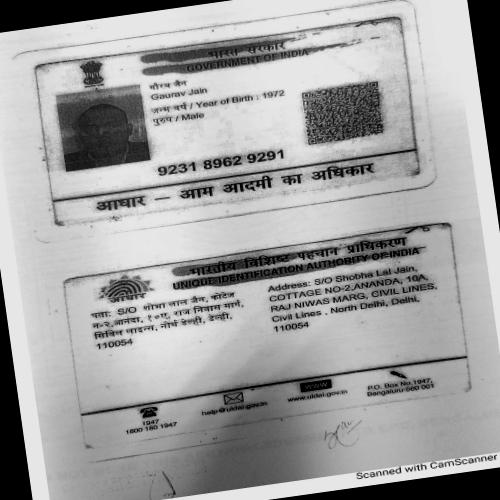 भारत सरकार
GOVERNMENT OF INDIA
गौरव जैन
Gaurav Jain
जन्म वर्ष / Year of Birth : 1972
पुरुष / Male
9231 8962 9291
आधार — आम आदमी का अधिकार
भारतीय विशिष्ट पहचान प्राधिकरण
UNIQUE IDENTIFICATION AUTHORITY OF INDIA
आधार
पता: S/O शोभा लाल जैन, कोटेज
न-२,आनंदा, १०ए, राज निवास मार्ग,
सिविल लाइन्स, नॉर्थ देल्ही, देल्ही,
110054
Address: S/O Shobha Lal Jain,
COTTAGE NO-2,ANANDA, 10A,
RAJ NIWAS MARG, CIVIL LINES,
Civil Lines , North Delhi, Delhi,
110054
1947
1800 180 1947
help@uidai.gov.in
WWW
www.uidai.gov.in
P.O. Box No.1947,
Bengaluru-560 001
Scanned with CamScanner